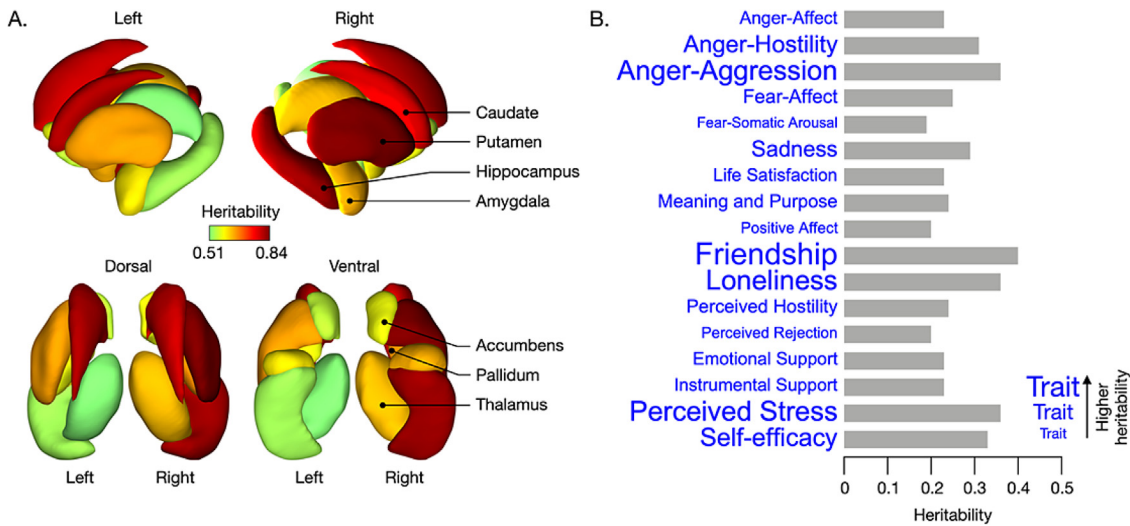 A.
Left
Right
Caudate
Putamen
Hippocampus
Amygdala
Heritability
0.51
0.84
Dorsal
Ventral
Accumbens
Pallidum
Thalamus
Left
Right
Left
Right
B.
Anger-Affect
Anger-Hostility
Anger-Aggression
Fear-Affect
Fear-Somatic Arousal
Sadness
Life Satisfaction
Meaning and Purpose
Positive Affect
Friendship
Loneliness
Perceived Hostility
Perceived Rejection
Emotional Support
Instrumental Support
Perceived Stress
Self-efficacy
Trait
Trait
Trait
Higher
heritability
0
0.1
0.2
0.3
0.4
0.5
Heritability